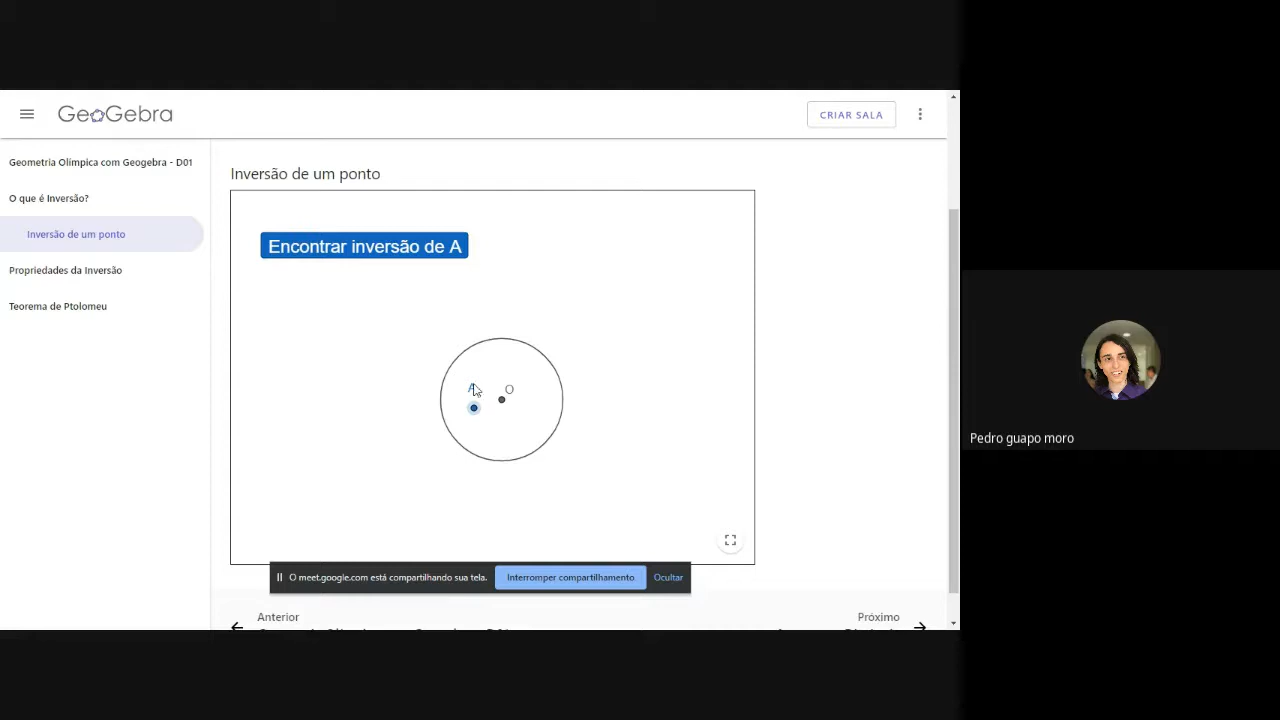 GeoGebra
CRIAR SALA
Geometria Olímpica com Geogebra - D01
O que é Inversão?
Inversão de um ponto
Propriedades da Inversão
Teorema de Ptolomeu
Inversão de um ponto
Encontrar inversão de A
A
O
O meet.google.com está compartilhando sua tela.
Interromper compartilhamento
Ocultar
Anterior
Próximo
Pedro guapo moro